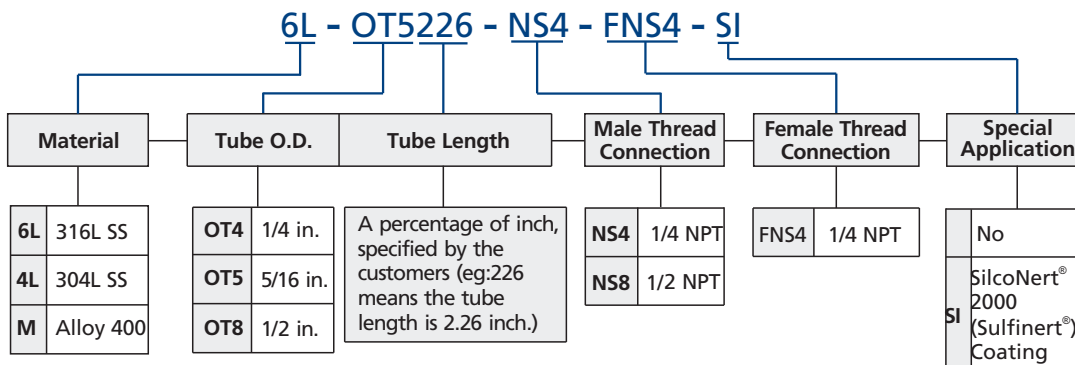 6L - OT5226 - NS4 - FNS4 - SI
Material
Tube O.D.
Tube Length
Male Thread
Connection
Female Thread
Connection
Special
Application
6L 316L SS
4L 304L SS
M Alloy 400
OT4 1/4 in.
OT5 5/16 in.
OT8 1/2 in.
A percentage of inch,
specified by the
customers (eg:226
means the tube
length is 2.26 inch.)
NS4 1/4 NPT
NS8 1/2 NPT
FNS4 1/4 NPT
No
SI SilcoNert®
2000
(Sulfinert®)
Coating